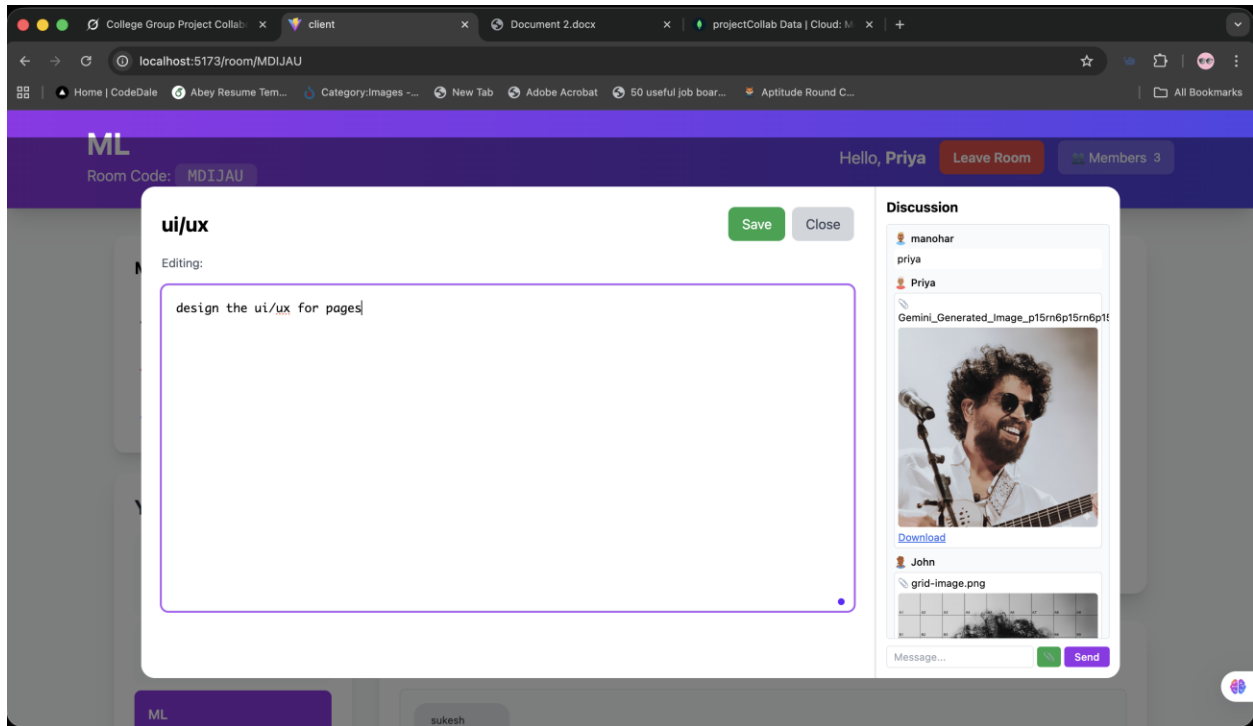 College Group Project Collab
client
Document 2.docx
projectCollab Data | Cloud: M
localhost:5173/room/MDIJAU
Home | CodeDale
Abey Resume Tem...
Category:Images -...
New Tab
Adobe Acrobat
50 useful job boar...
Aptitude Round C...
All Bookmarks
ML
Room Code: MDIJAU
Hello, Priya
Leave Room
Members 3
ui/ux
Save
Close
Editing:
design the ui/ux for pages
Discussion
manohar
priya
Priya
Gemini_Generated_Image_p15rn6p15rn6p15
Download
John
grid-image.png
Message...
Send
ML
sukesh